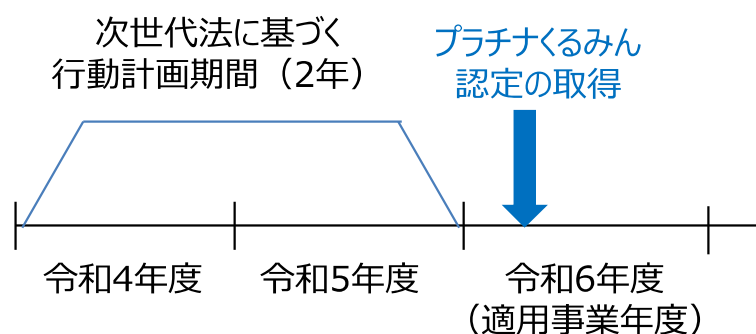 次世代法に基づく
行動計画期間（2年）
プラチナくるみん
認定の取得
令和4年度
令和5年度
令和6年度
（適用事業年度）